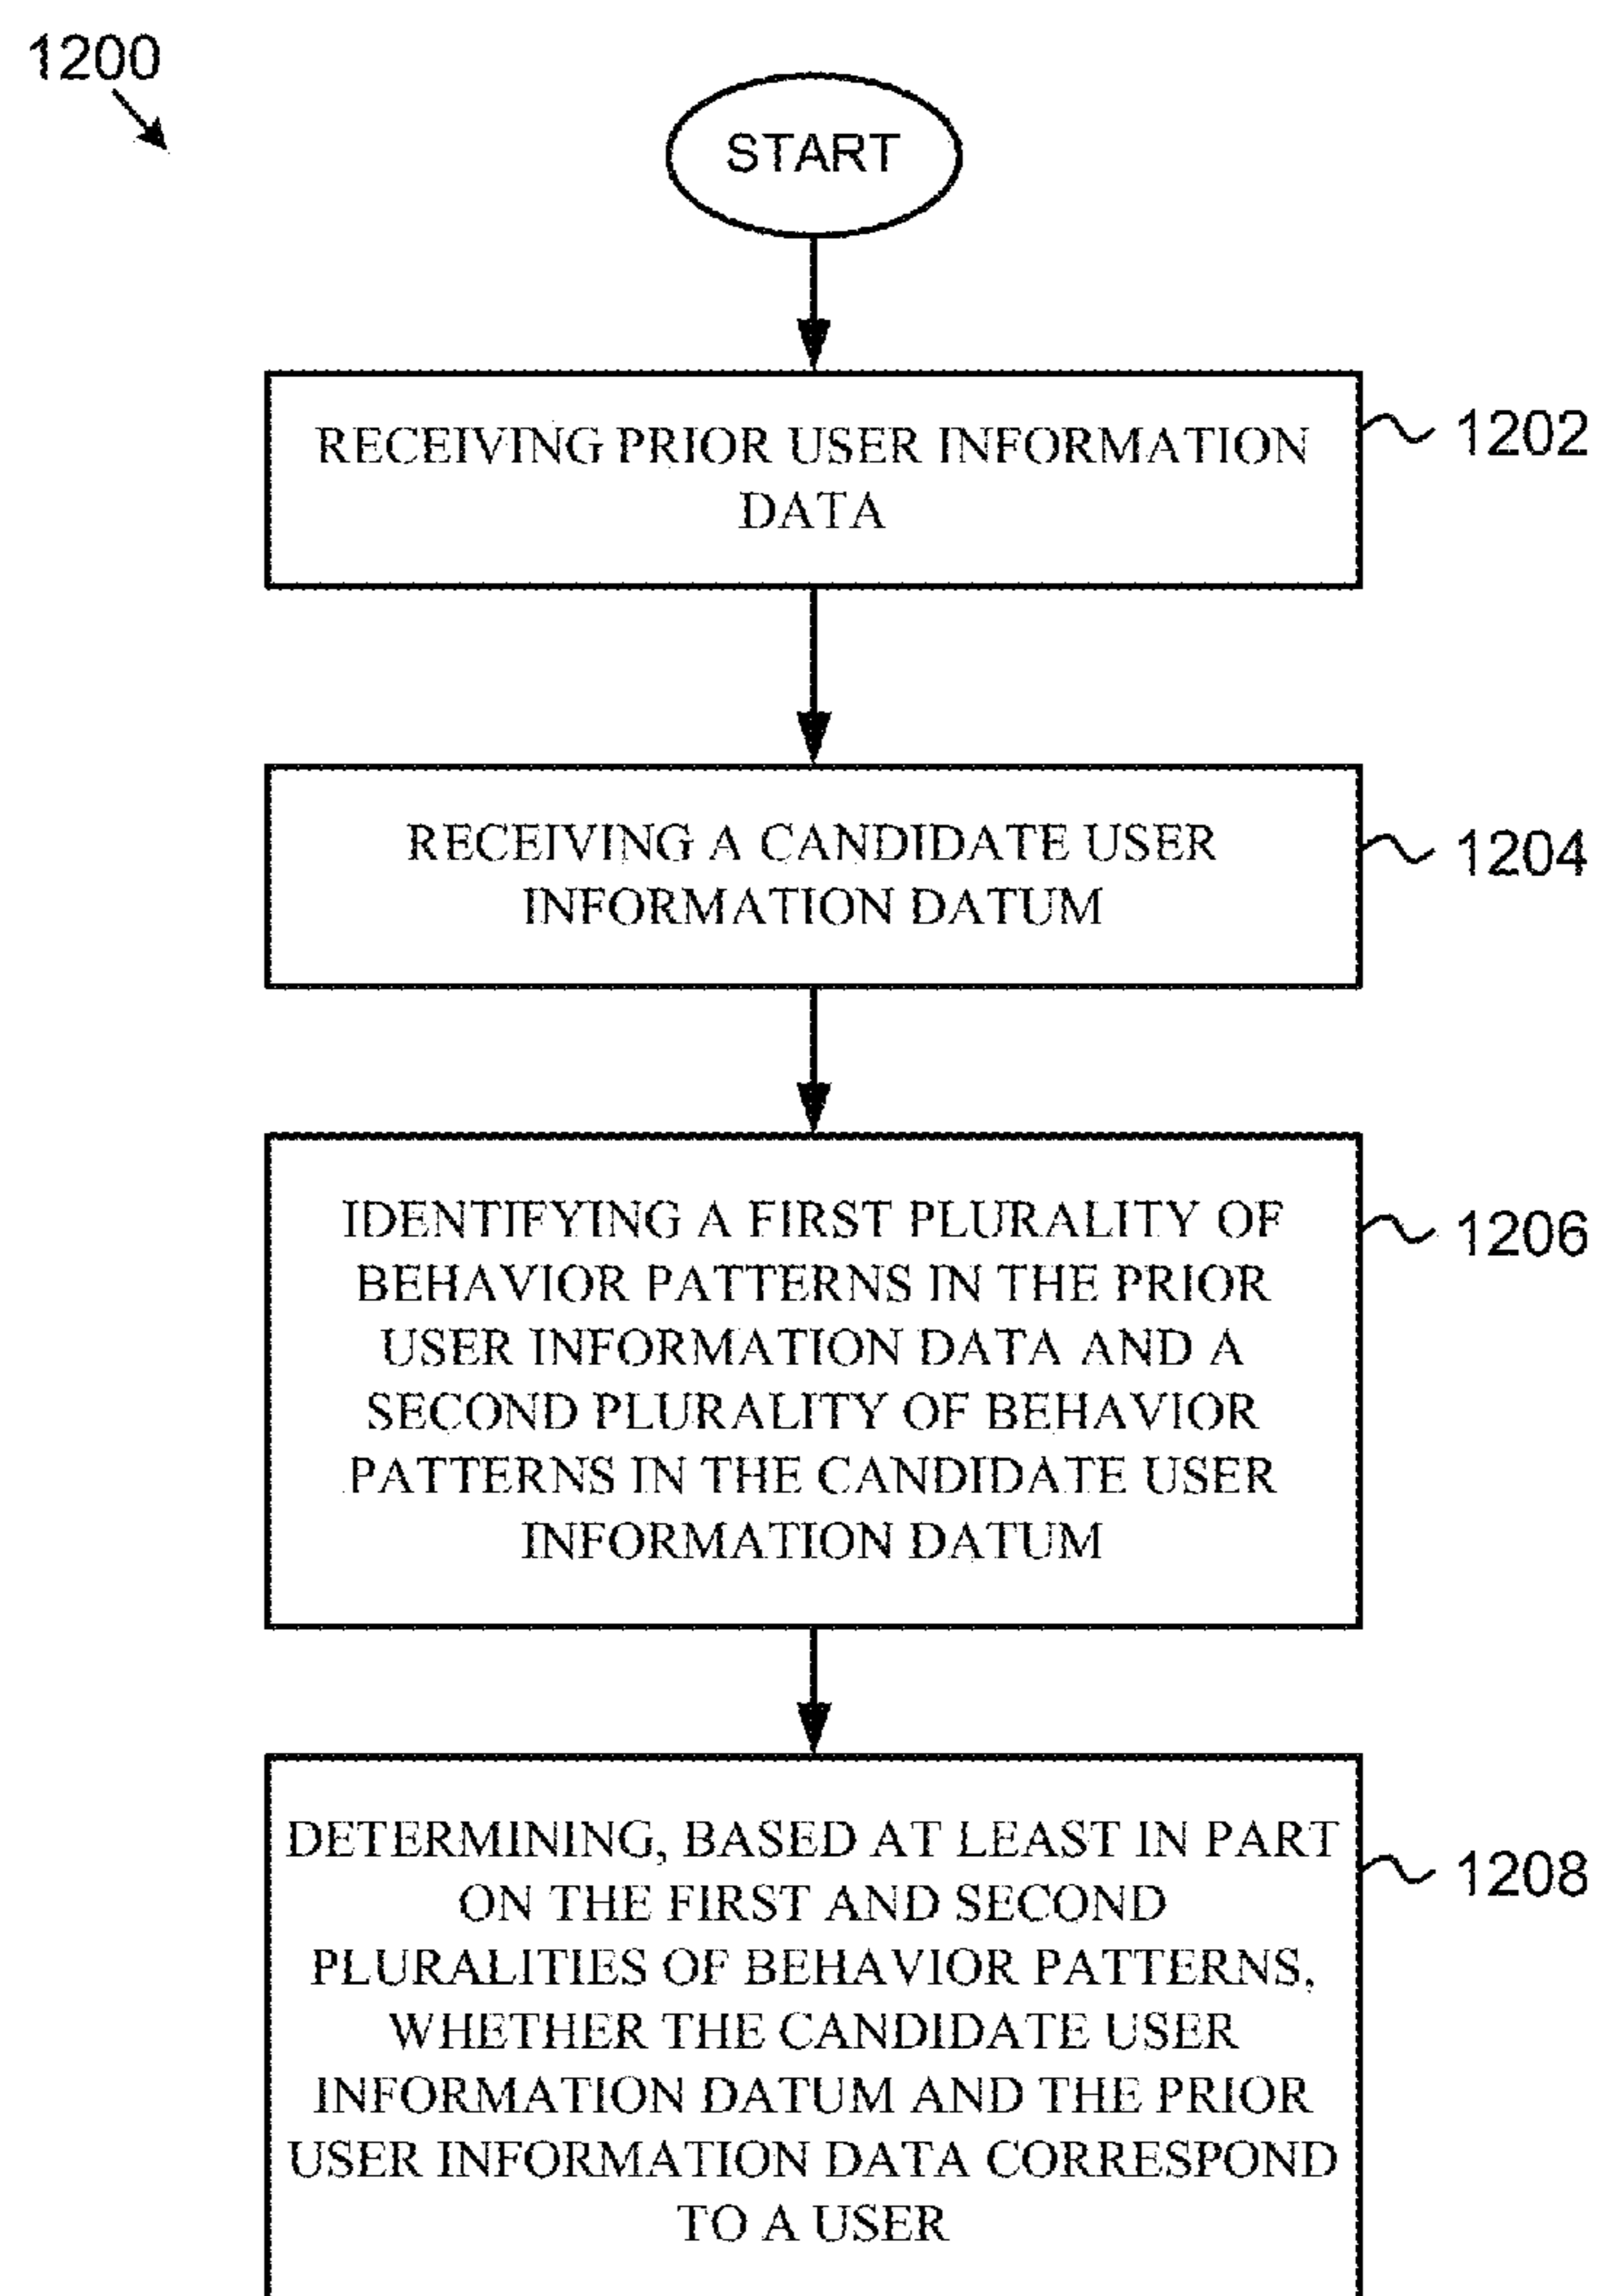 1200
START
RECEIVING PRIOR USER INFORMATION
DATA
1202
RECEIVING A CANDIDATE USER
INFORMATION DATUM
1204
IDENTIFYING A FIRST PLURALITY OF
BEHAVIOR PATTERNS IN THE PRIOR
USER INFORMATION DATA AND A
SECOND PLURALITY OF BEHAVIOR
PATTERNS IN THE CANDIDATE USER
INFORMATION DATUM
1206
DETERMINING, BASED AT LEAST IN PART
ON THE FIRST AND SECOND
PLURALITIES OF BEHAVIOR PATTERNS,
WHETHER THE CANDIDATE USER
INFORMATION DATUM AND THE PRIOR
USER INFORMATION DATA CORRESPOND
TO A USER
1208